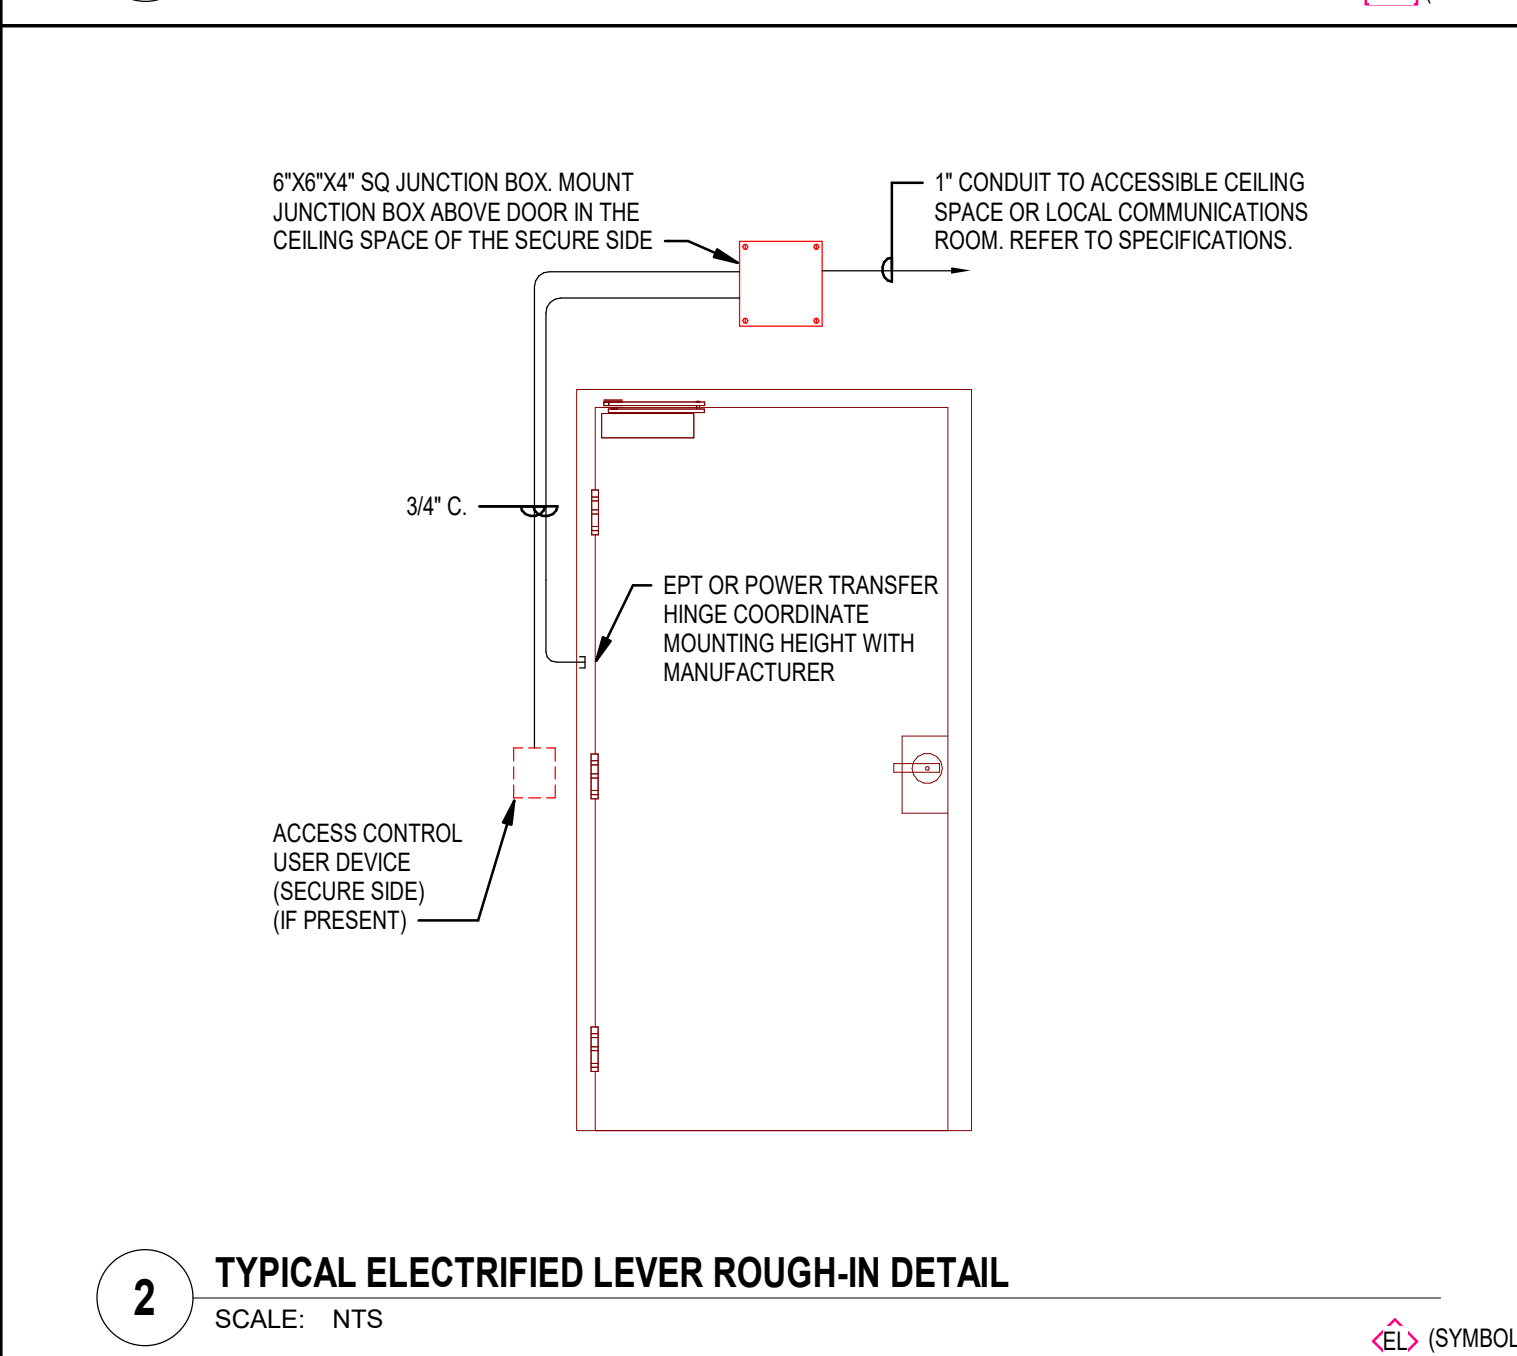 6"X6"X4" SQ JUNCTION BOX. MOUNT
JUNCTION BOX ABOVE DOOR IN THE
CEILING SPACE OF THE SECURE SIDE
1" CONDUIT TO ACCESSIBLE CEILING
SPACE OR LOCAL COMMUNICATIONS
ROOM. REFER TO SPECIFICATIONS.
3/4" C.
EPT OR POWER TRANSFER
HINGE COORDINATE
MOUNTING HEIGHT WITH
MANUFACTURER
ACCESS CONTROL
USER DEVICE
(SECURE SIDE)
(IF PRESENT)
2
TYPICAL ELECTRIFIED LEVER ROUGH-IN DETAIL
SCALE: NTS
EL (SYMBOL